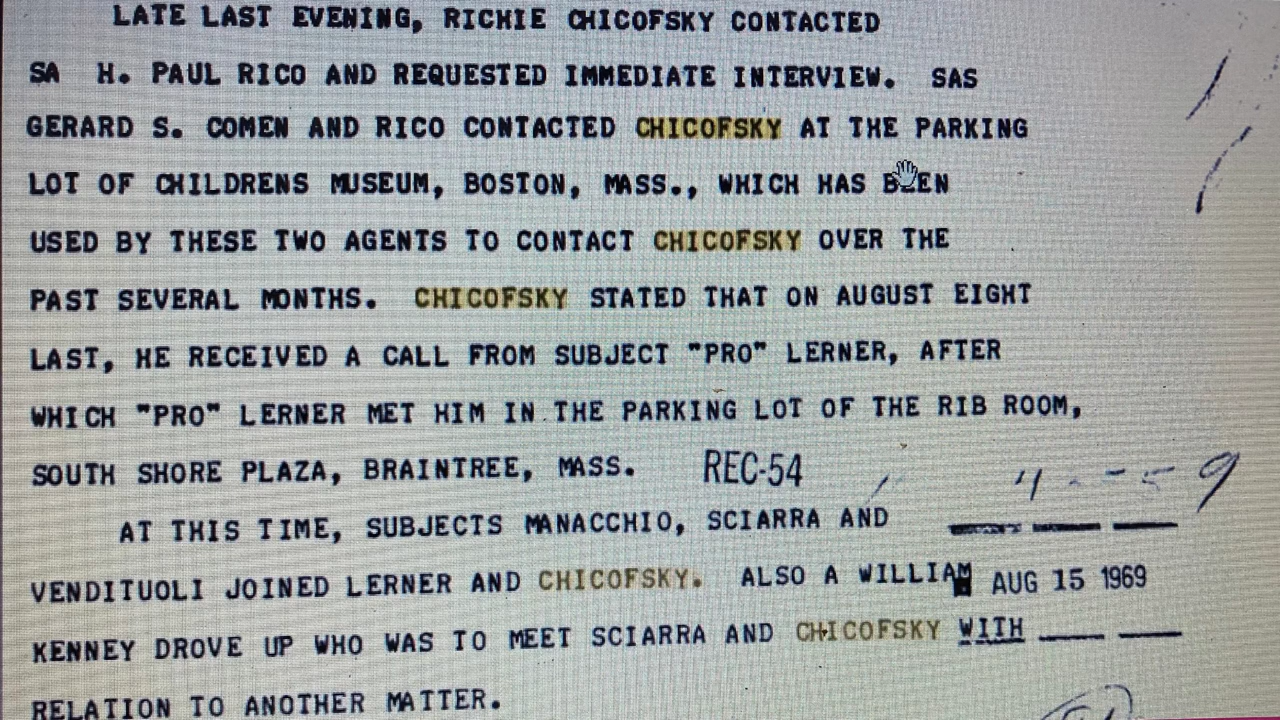 LATE LAST EVENING, RICHIE CHICOFSKY CONTACTED
SA H. PAUL RICO AND REQUESTED IMMEDIATE INTERVIEW. SAS
GERARD S. COMEN AND RICO CONTACTED CHICOFSKY AT THE PARKING
LOT OF CHILDRENS MUSEUM, BOSTON, MASS., WHICH HAS BEEN
USED BY THESE TWO AGENTS TO CONTACT CHICOFSKY OVER THE
PAST SEVERAL MONTHS. CHICOFSKY STATED THAT ON AUGUST EIGHT
LAST, HE RECEIVED A CALL FROM SUBJECT "PRO" LERNER, AFTER
WHICH "PRO" LERNER MET HIM IN THE PARKING LOT OF THE RIB ROOM,
SOUTH SHORE PLAZA, BRAINTREE, MASS. REC-54
AT THIS TIME, SUBJECTS MANACCHIO, SCIARRA AND
VENDITUOLI JOINED LERNER AND CHICOFSKY. ALSO A WILLIAM AUG 15 1969
KENNEY DROVE UP WHO WAS TO MEET SCIARRA AND CHICOFSKY WITH
RELATION TO ANOTHER MATTER.